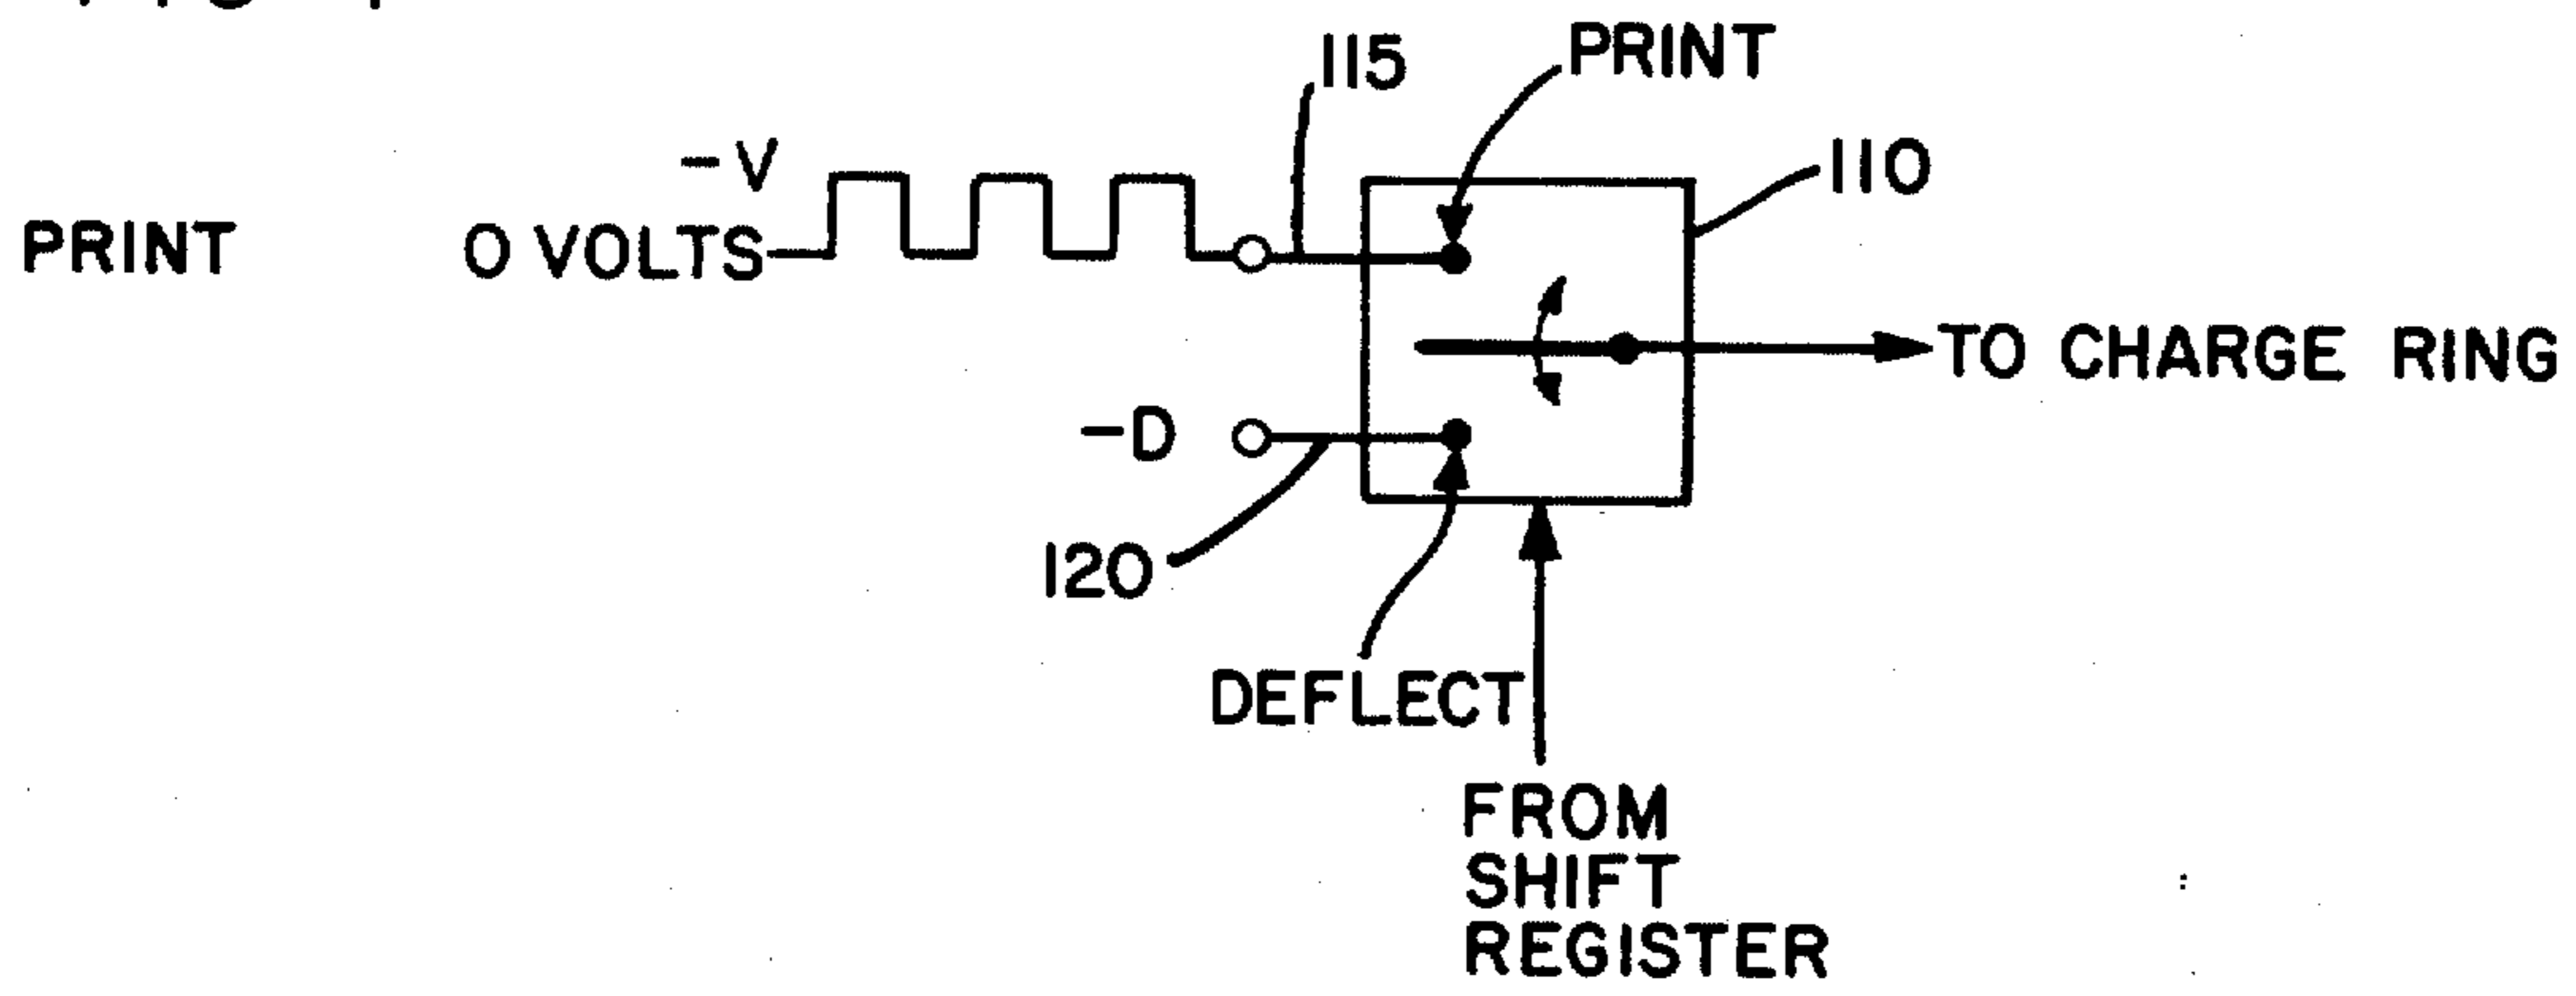 115
PRINT
-V
110
PRINT
0 VOLTS
TO CHARGE RING
-D
120
DEFLECT
FROM
SHIFT
REGISTER